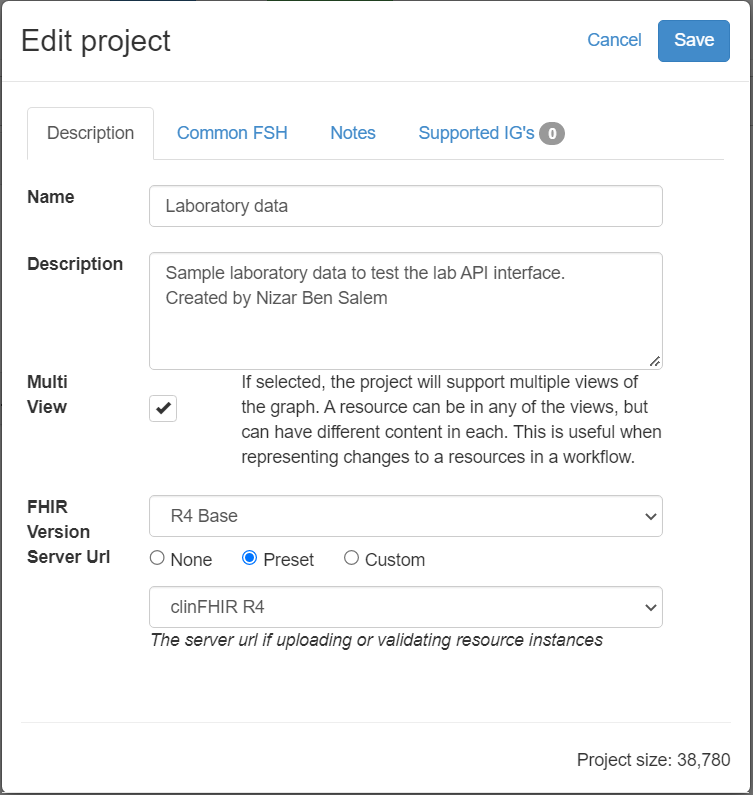 Edit project
Cancel
Save
Description
Common FSH
Notes
Supported IG's 0
Name
Laboratory data
Description
Sample laboratory data to test the lab API interface.
Created by Nizar Ben Salem
Multi
View
If selected, the project will support multiple views of
the graph. A resource can be in any of the views, but
can have different content in each. This is useful when
representing changes to a resources in a workflow.
FHIR
Version
R4 Base
Server Url
None
Preset
Custom
clinFHIR R4
The server url if uploading or validating resource instances
Project size: 38,780